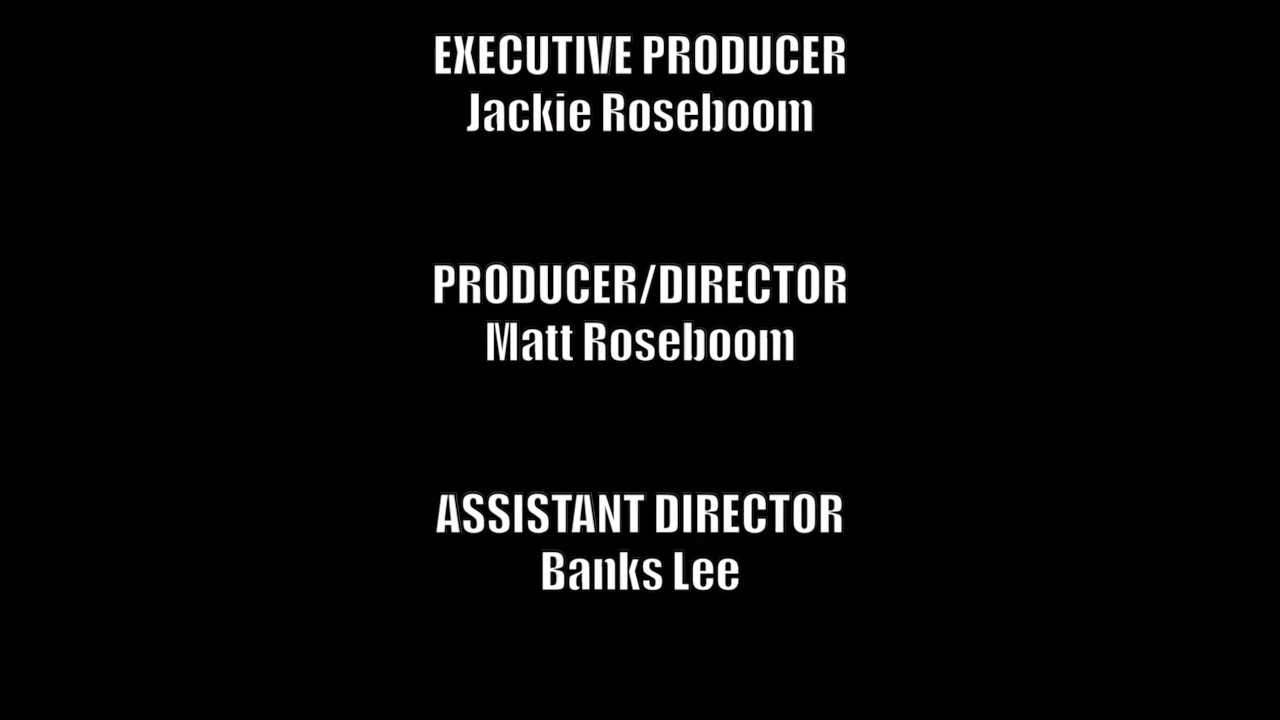 EXECUTIVE PRODUCER
Jackie Roseboom
PRODUCER/DIRECTOR
Matt Roseboom
ASSISTANT DIRECTOR
Banks Lee